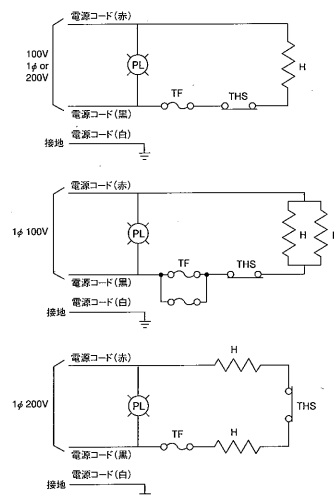 電源コード(赤)
100V
1φ or
200V
PL
TF
THS
H
電源コード(黒)
電源コード(白)
接地
電源コード(赤)
1φ 100V
PL
H
H
TF
THS
電源コード(黒)
電源コード(白)
接地
電源コード(赤)
H
1φ 200V
PL
THS
TF
H
電源コード(黒)
電源コード(白)
接地